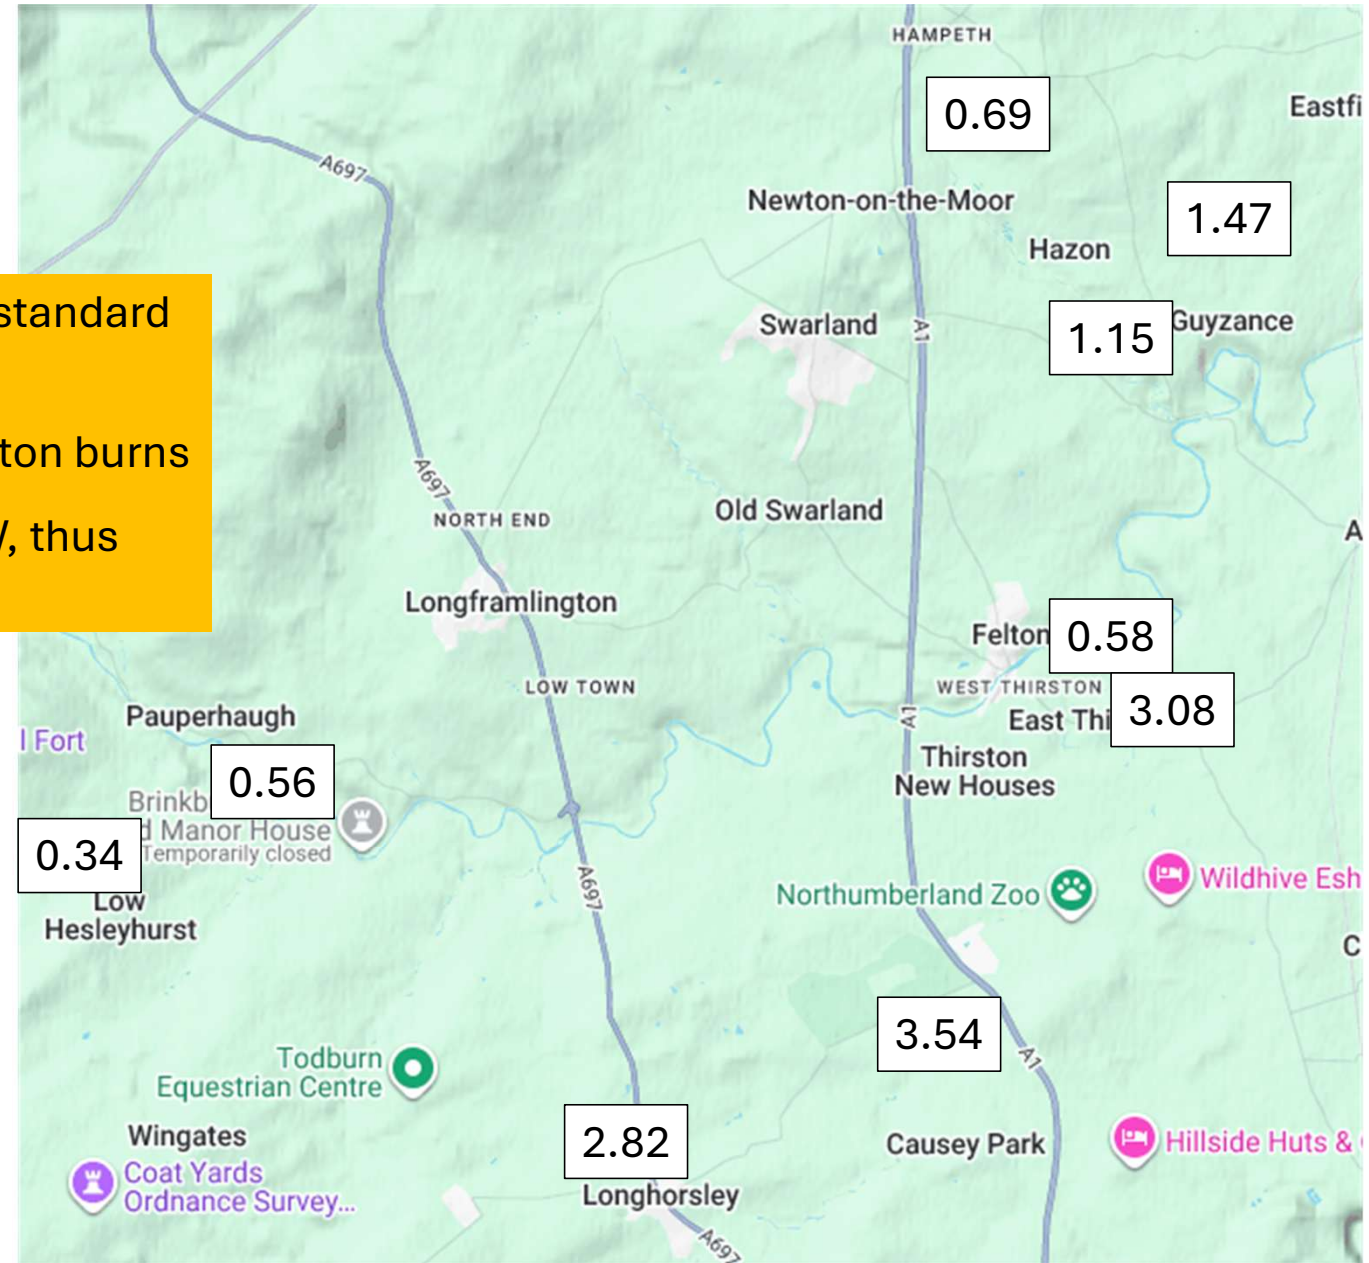 HAMPETH
0.69
Eastfi
A697
Newton-on-the-Moor
1.47
Hazon
standard
Swarland
A1
1.15
Guyzance
ton burns
A697
NORTH END
Old Swarland
, thus
A
Longframlington
Felton
0.58
LOW TOWN
WEST THIRSTON
Pauperhaugh
East Thi
3.08
l Fort
A1
Thirston
New Houses
0.56
Brinkb
d Manor House
Temporarily closed
0.34
A697
Low
Hesleyhurst
Northumberland Zoo
Wildhive Esh
C
3.54
Todburn
Equestrian Centre
A1
2.82
Wingates
Causey Park
Hillside Huts &
Coat Yards
Ordnance Survey...
Longhorsley
A697